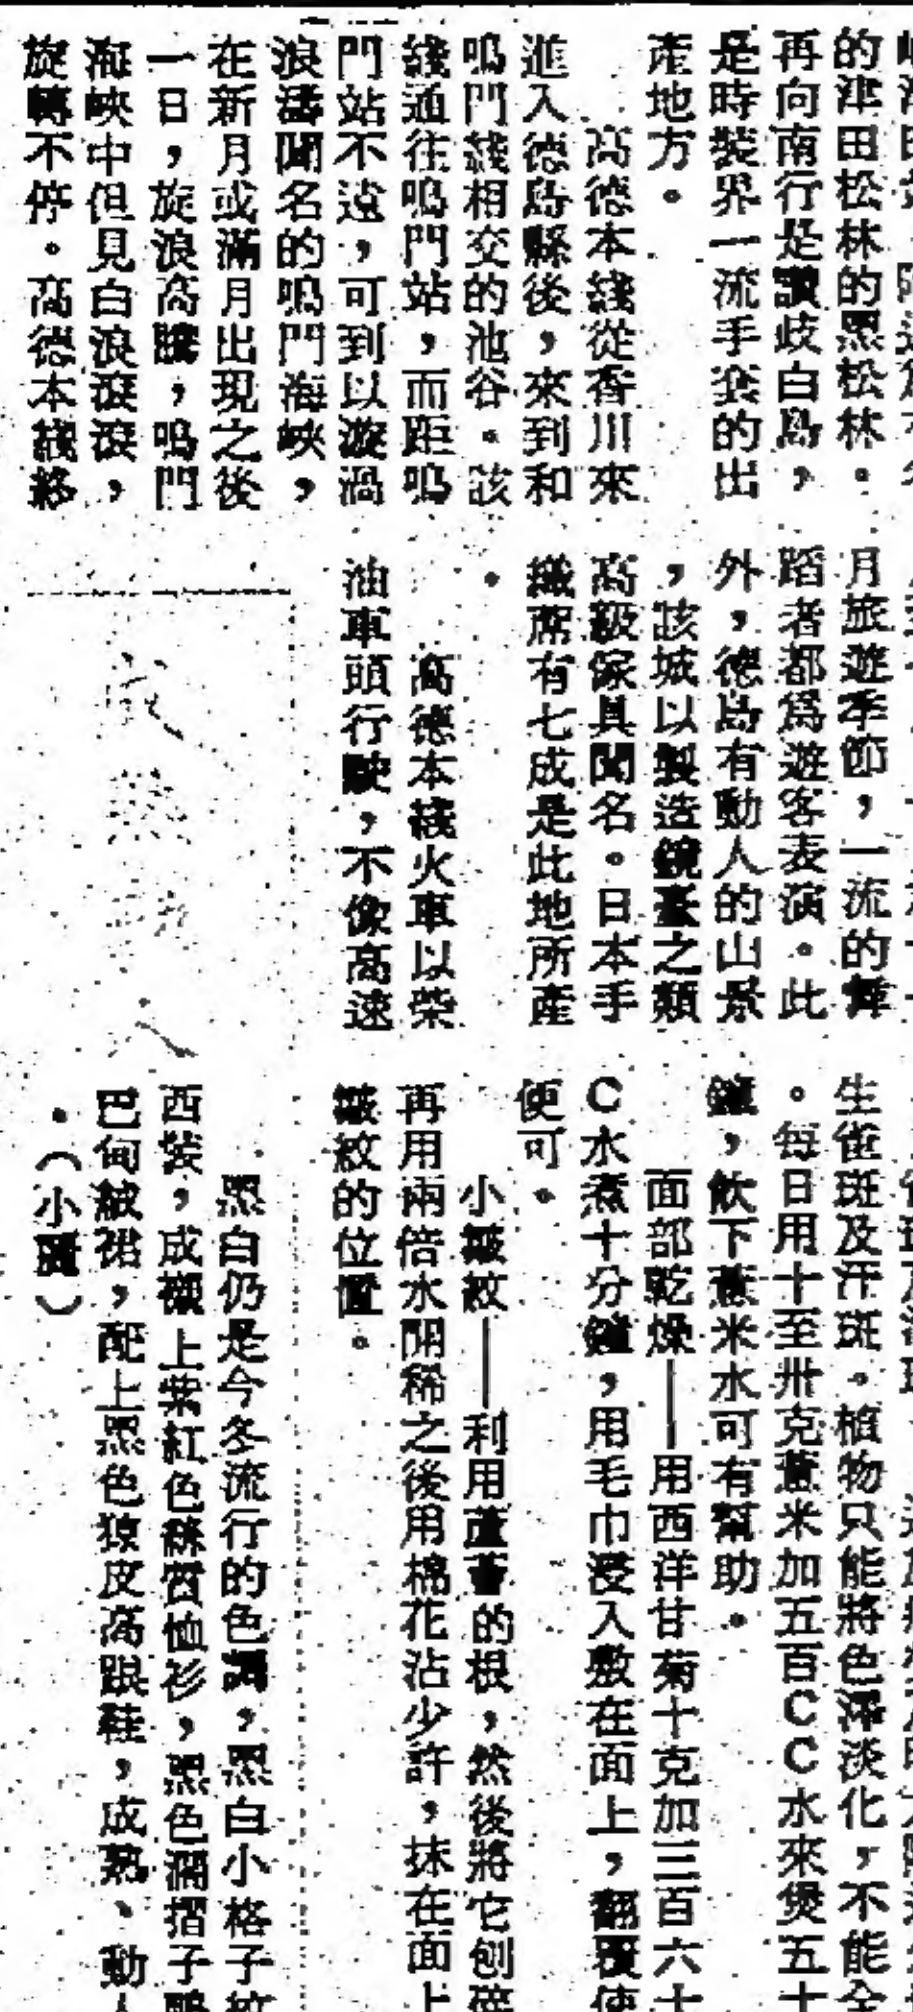 的津田松林的黑松林。
再向南行是讚歧白鳥，
是時裝界一流手套的出
產地方。
高德本綫從香川來
進入德島縣後，來到和
鳴門綫相交的池谷。該
綫通往鳴門站，而距鳴
門站不遠，可到以漩渦
浪濤聞名的鳴門海峽，
在新月或滿月出現之後
一日，旋浪高騰，鳴門
海峽中但見白浪滾滾，
旋轉不停。高德本綫終
月旅遊季節，一流的舞
蹈者都爲遊客表演。此
外，德島有動人的山景
，該城以製造鏡臺之類
高級傢具聞名。日本手
織蓆有七成是此地所產
。
高德本綫火車以柴
油車頭行駛，不像高速
成熟動人
生雀斑及汗斑。植物只能將色澤淡化，不能全
。每日用十至卅克薏米加五百CC水來煲五十
鐘，飲下薏米水可有幫助。
面部乾燥——用西洋甘菊十克加三百六十
C水煮十分鐘，用毛巾浸入敷在面上，翻覆使
便可。
小皺紋——利用蘆薈的根，然後將它刨碎
再用兩倍水開稀之後用棉花沾少許，抹在面上
皺紋的位置。
黑白仍是今冬流行的色調，黑白小格子紋
西裝，成襯上棗紅色絲質恤衫，黑色濶摺子
巴甸皺裙，配上黑色猄皮高踭鞋，成熟、動人
。（小